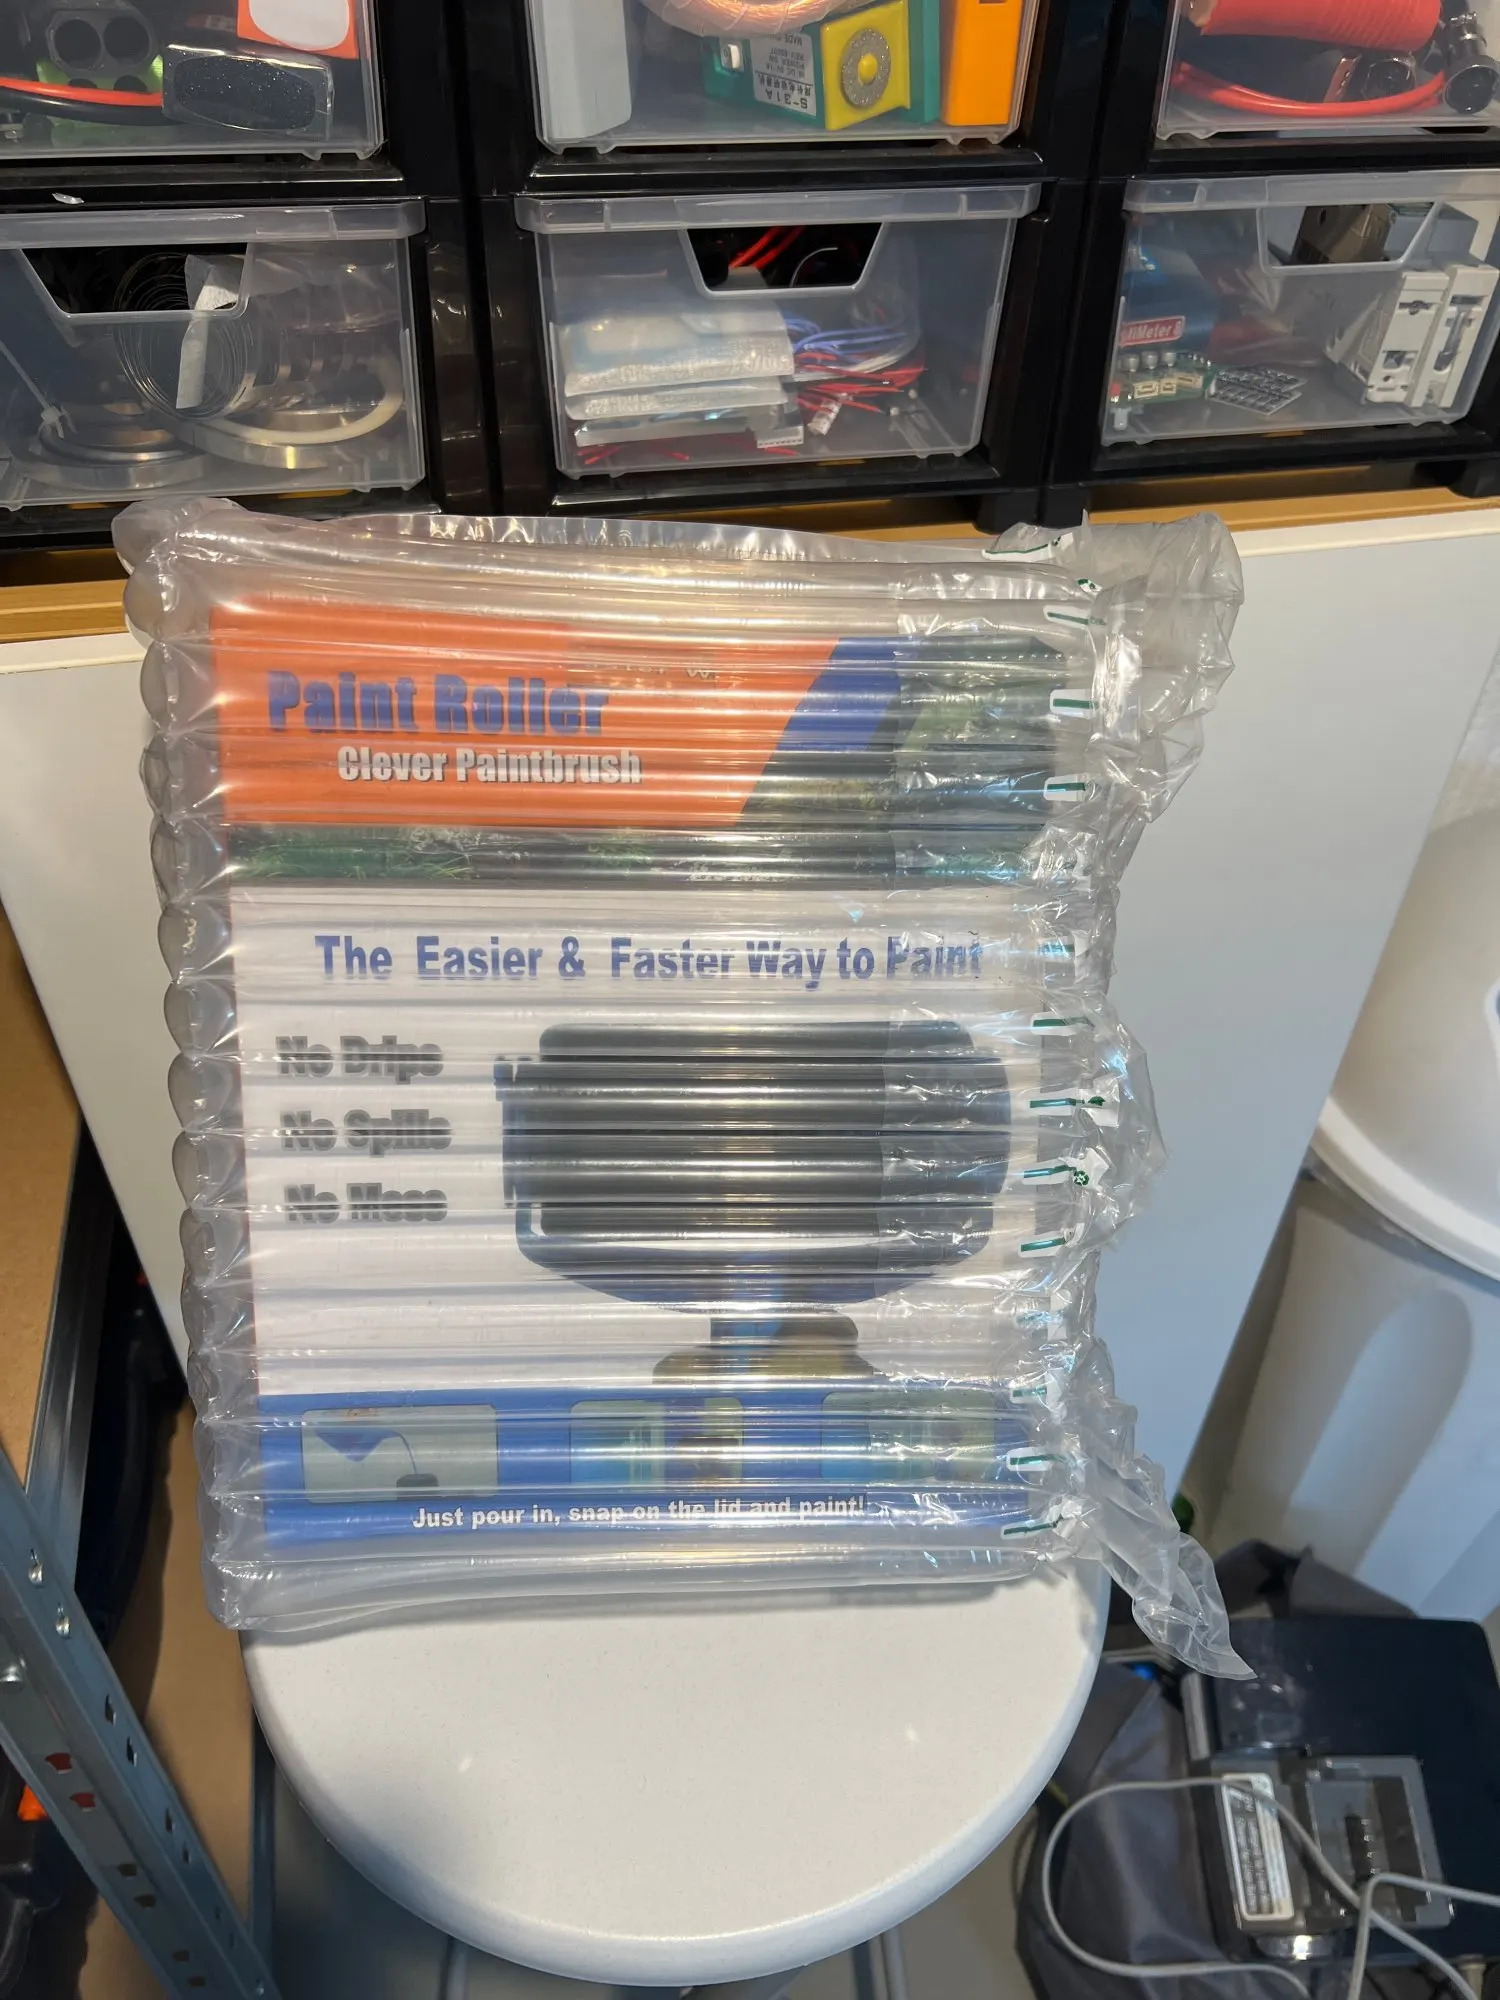 S-31A
Paint Roller
Clever Paintbrush
The Easier & Faster Way to Paint
No Drips
No Spills
No Mess
Just pour in, snap on the lid and paint!